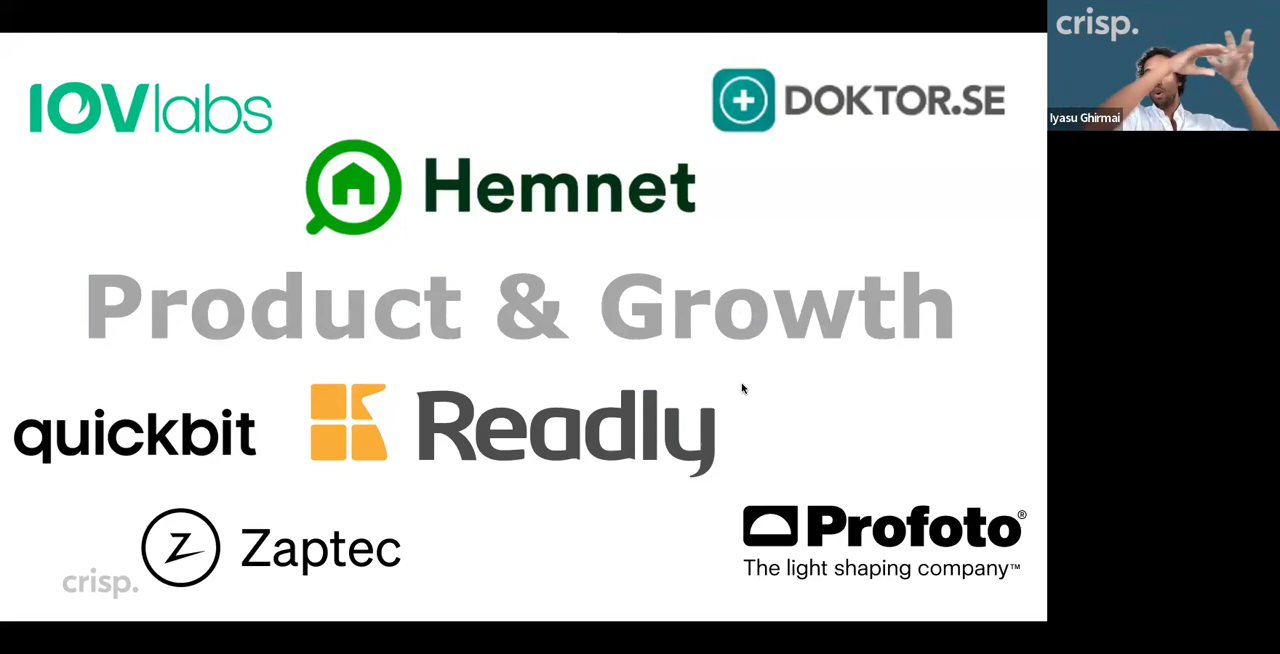 crisp.
Iyasu Ghirmai
IOVlabs
DOKTOR.SE
Hemnet
Product & Growth
quickbit
Readly
Zaptec
crisp.
Profoto®
The light shaping company™